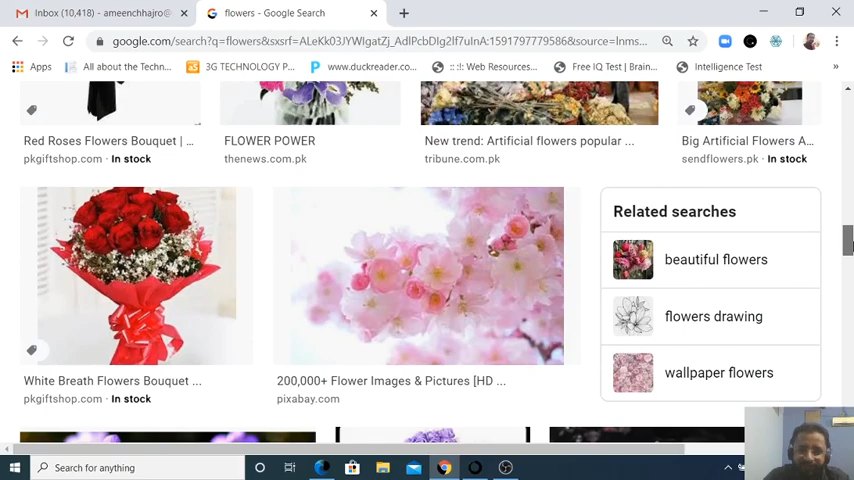 Inbox (10,418) - ameenchhajro@
flowers - Google Search
google.com/search?q=flowers&sxsrf=ALeKk03JYWIgatZj_AdlPcbDIg2lf7uInA:1591797779586&source=lnms...
Apps
All about the Techn...
3G TECHNOLOGY P...
www.duckreader.co...
:: ::!: Web Resources...
Free IQ Test | Brain...
Intelligence Test
Red Roses Flowers Bouquet | ...
pkgiftshop.com · In stock
FLOWER POWER
thenews.com.pk
New trend: Artificial flowers popular ...
tribune.com.pk
Big Artificial Flowers A...
sendflowers.pk · In stock
Related searches
beautiful flowers
flowers drawing
wallpaper flowers
White Breath Flowers Bouquet ...
pkgiftshop.com · In stock
200,000+ Flower Images & Pictures [HD ...
pixabay.com
Search for anything